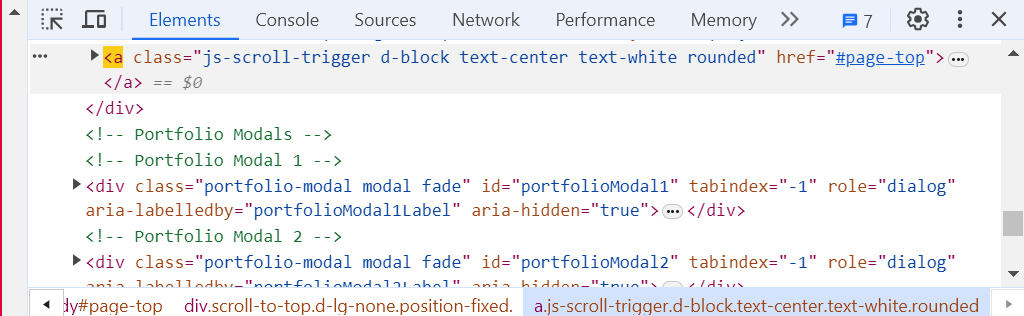 Elements Console Sources Network Performance Memory 7
<a class="js-scroll-trigger d-block text-center text-white rounded" href="#page-top">
</a> == $0
</div>
<!-- Portfolio Modals -->
<!-- Portfolio Modal 1 -->
<div class="portfolio-modal modal fade" id="portfolioModal1" tabindex="-1" role="dialog"
aria-labelledby="portfolioModal1Label" aria-hidden="true">…</div>
<!-- Portfolio Modal 2 -->
<div class="portfolio-modal modal fade" id="portfolioModal2" tabindex="-1" role="dialog"
aria-labelledby="portfolioModal2Label" aria-hidden="true">…</div>
dy#page-top div.scroll-to-top.d-lg-none.position-fixed. a.js-scroll-trigger.d-block.text-center.text-white.rounded